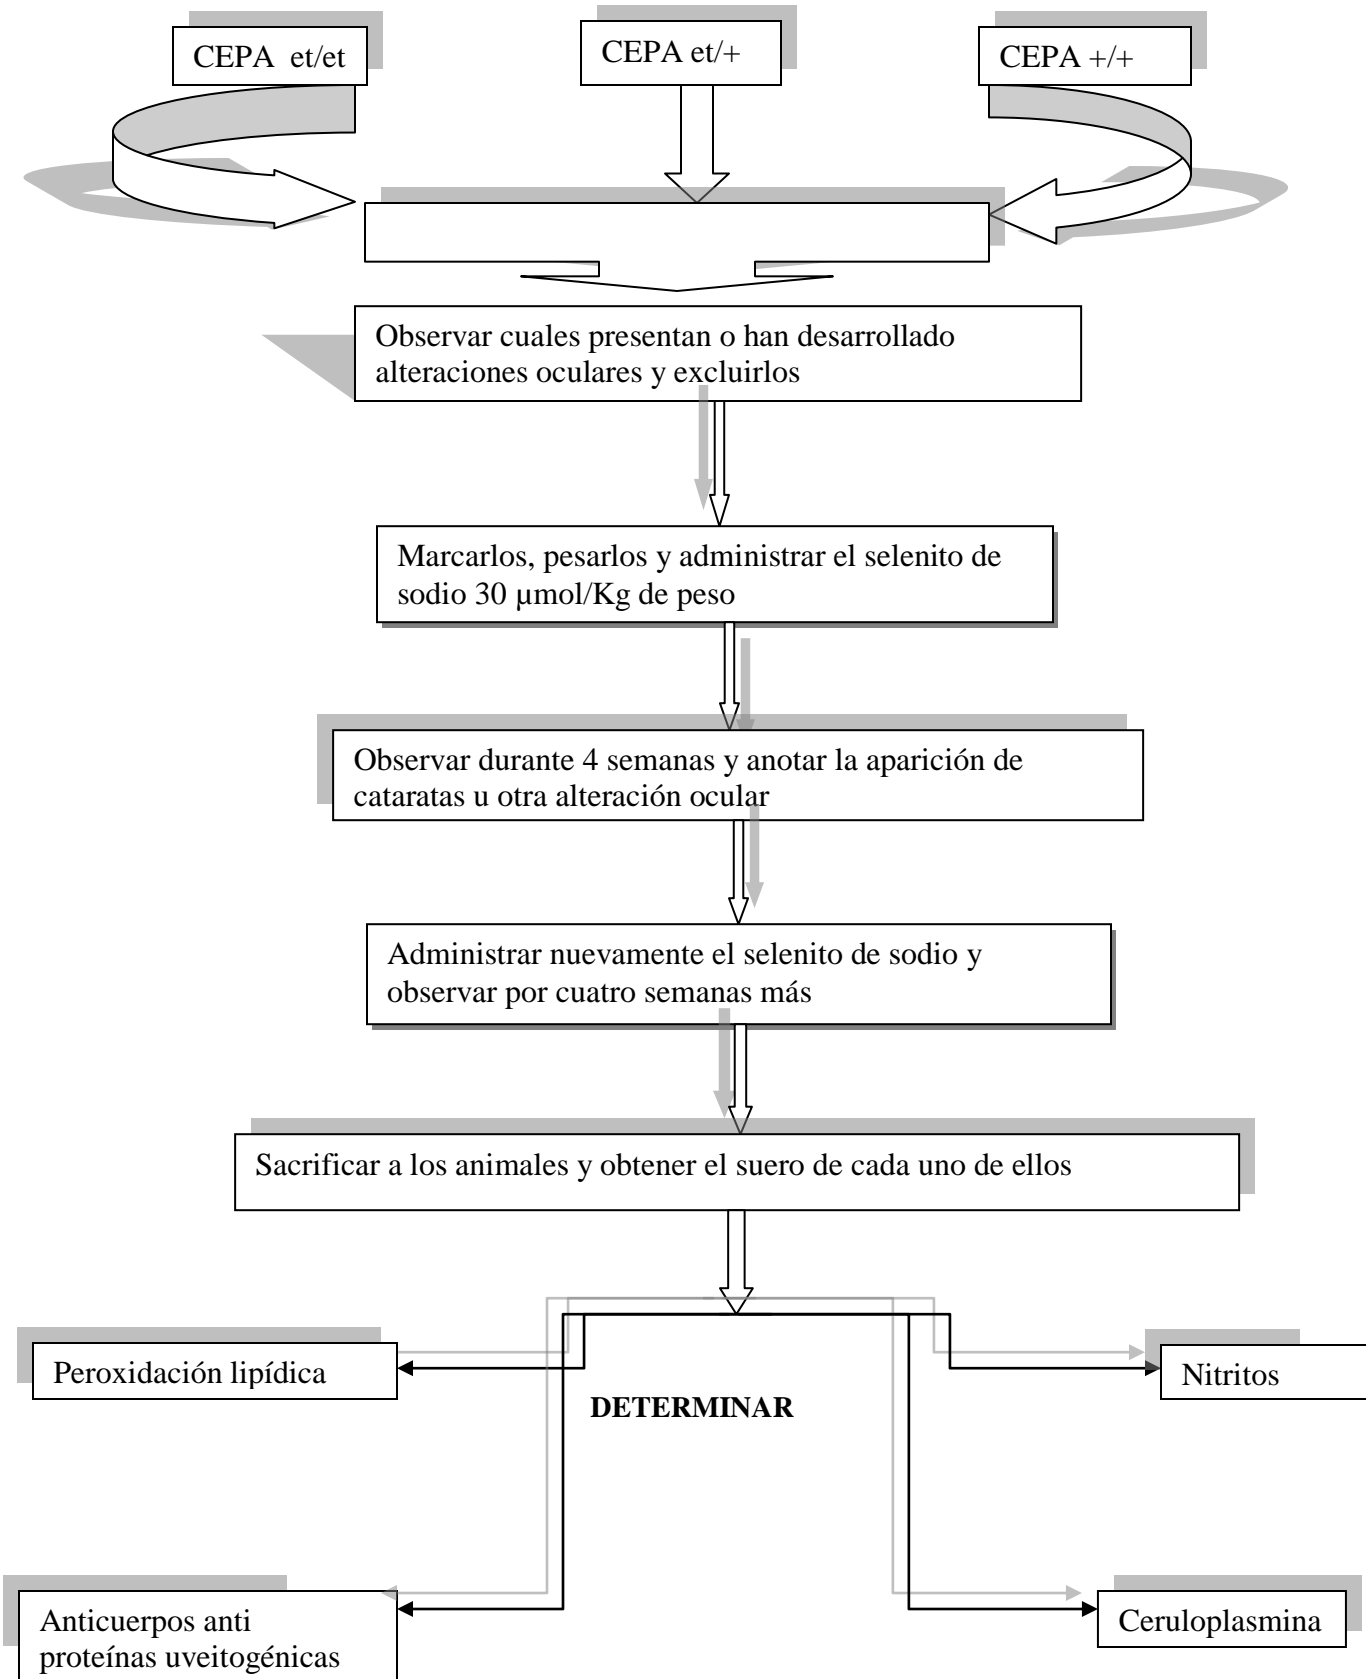 CEPA et/et
CEPA et/+
CEPA +/+
Observar cuales presentan o han desarrollado
alteraciones oculares y excluirlos
Marcarlos, pesarlos y administrar el selenito de
sodio 30 µmol/Kg de peso
Observar durante 4 semanas y anotar la aparición de
cataratas u otra alteración ocular
Administrar nuevamente el selenito de sodio y
observar por cuatro semanas más
Sacrificar a los animales y obtener el suero de cada uno de ellos
Peroxidación lipídica
Nitritos
DETERMINAR
Anticuerpos anti
proteínas uveitogénicas
Ceruloplasmina